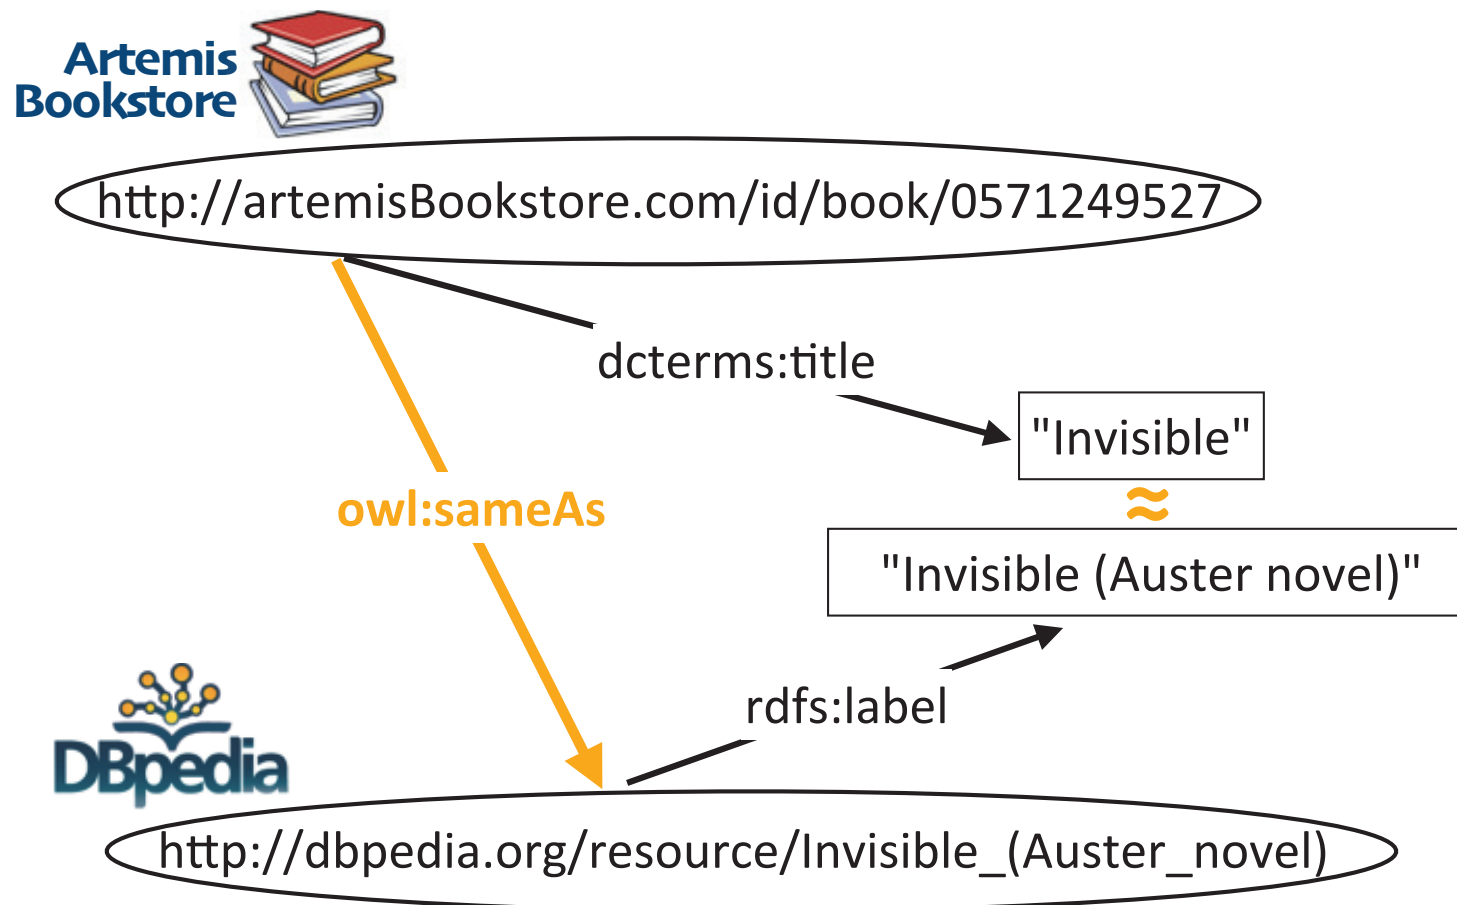 Artemis
Bookstore
http://artemisBookstore.com/id/book/0571249527
dcterms:title
"Invisible"
≈
owl:sameAs
"Invisible (Auster novel)"
rdfs:label
DBpedia
http://dbpedia.org/resource/Invisible_(Auster_novel)